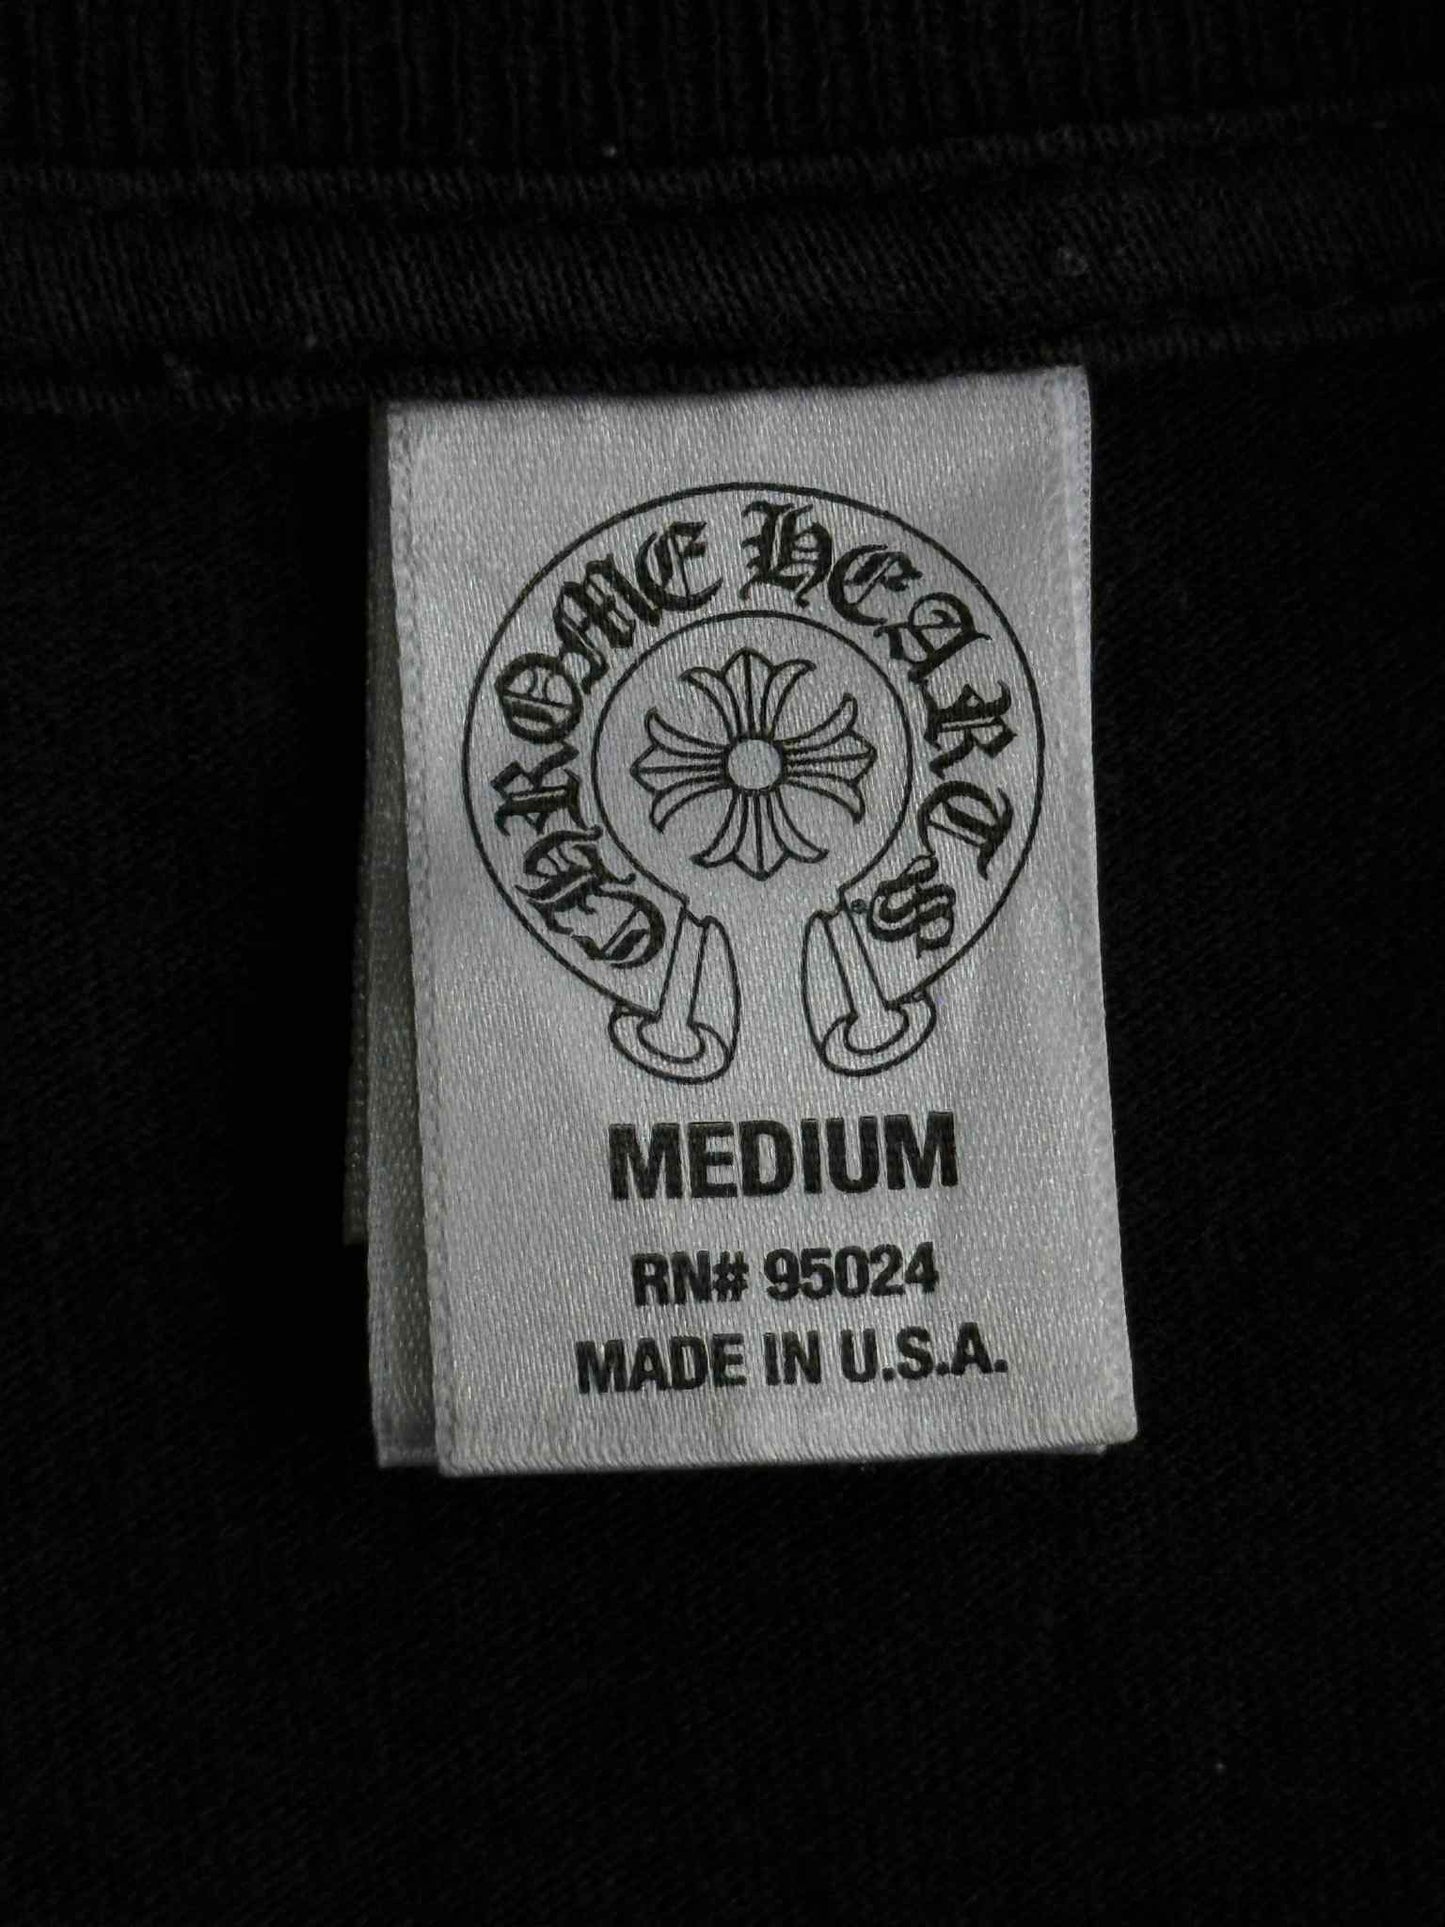 CHROME HEARTS
MEDIUM
RN# 95024
MADE IN U.S.A.